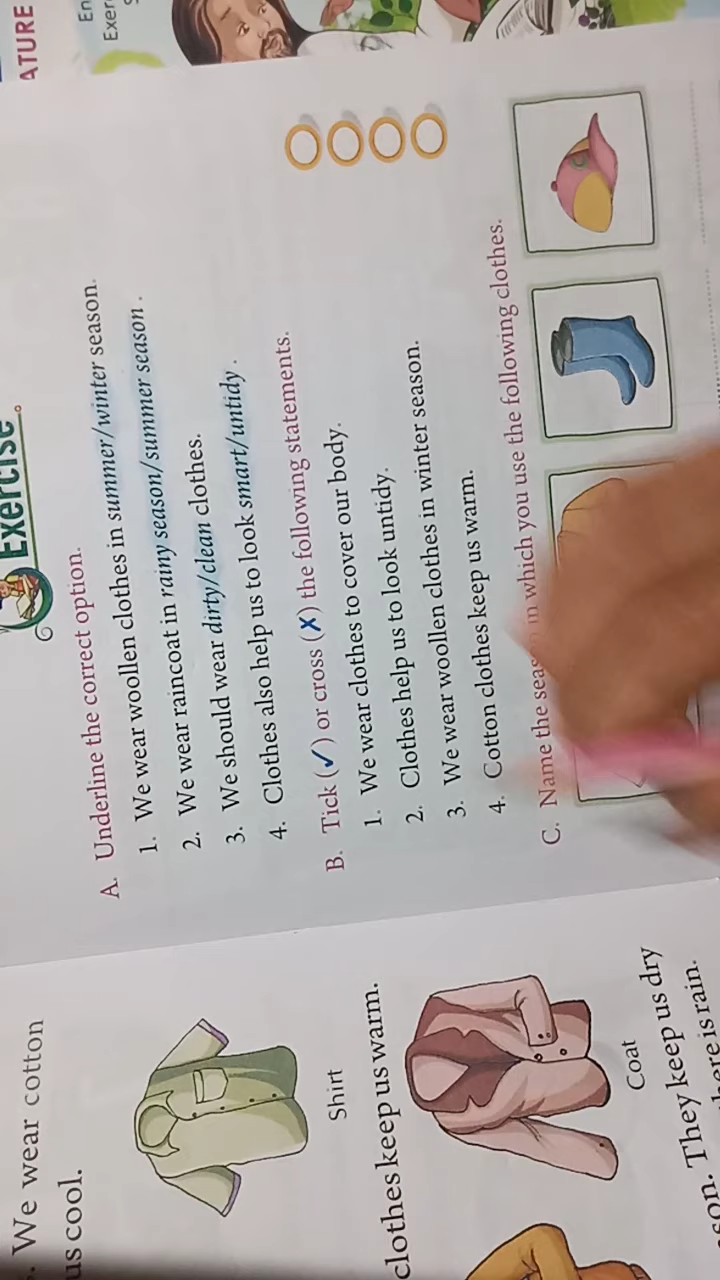 ATURE
En
Exer
Exercise
A. Underline the correct option.
1. We wear woollen clothes in summer/winter season.
2. We wear raincoat in rainy season/summer season.
3. We should wear dirty/clean clothes.
4. Clothes also help us to look smart/untidy.
B. Tick (✓) or cross (✗) the following statements.
1. We wear clothes to cover our body.
2. Clothes help us to look untidy.
3. We wear woollen clothes in winter season.
4. Cotton clothes keep us warm.
C. Name the in which you use the following clothes.
. We wear cotton
us cool.
Shirt
clothes keep us warm.
Coat
son. They keep us dry
here is rain.